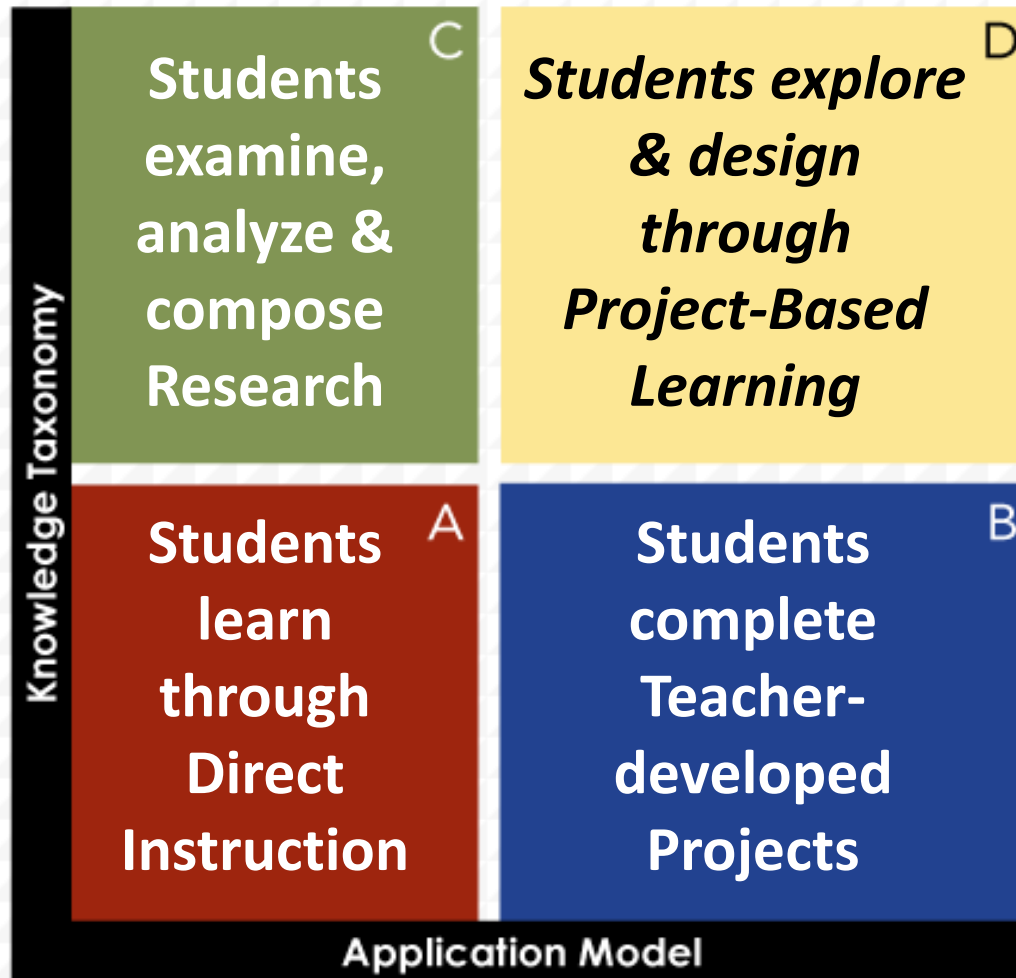 C
Students
examine,
analyze &
compose
Research
D
Students explore
& design
through
Project-Based
Learning
Knowledge Taxonomy
A
Students
learn
through
Direct
Instruction
B
Students
complete
Teacher-
developed
Projects
Application Model